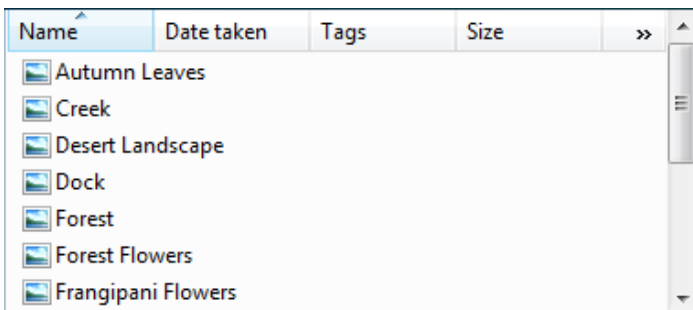 Name Date taken Tags Size »
Autumn Leaves
Creek
Desert Landscape
Dock
Forest
Forest Flowers
Frangipani Flowers